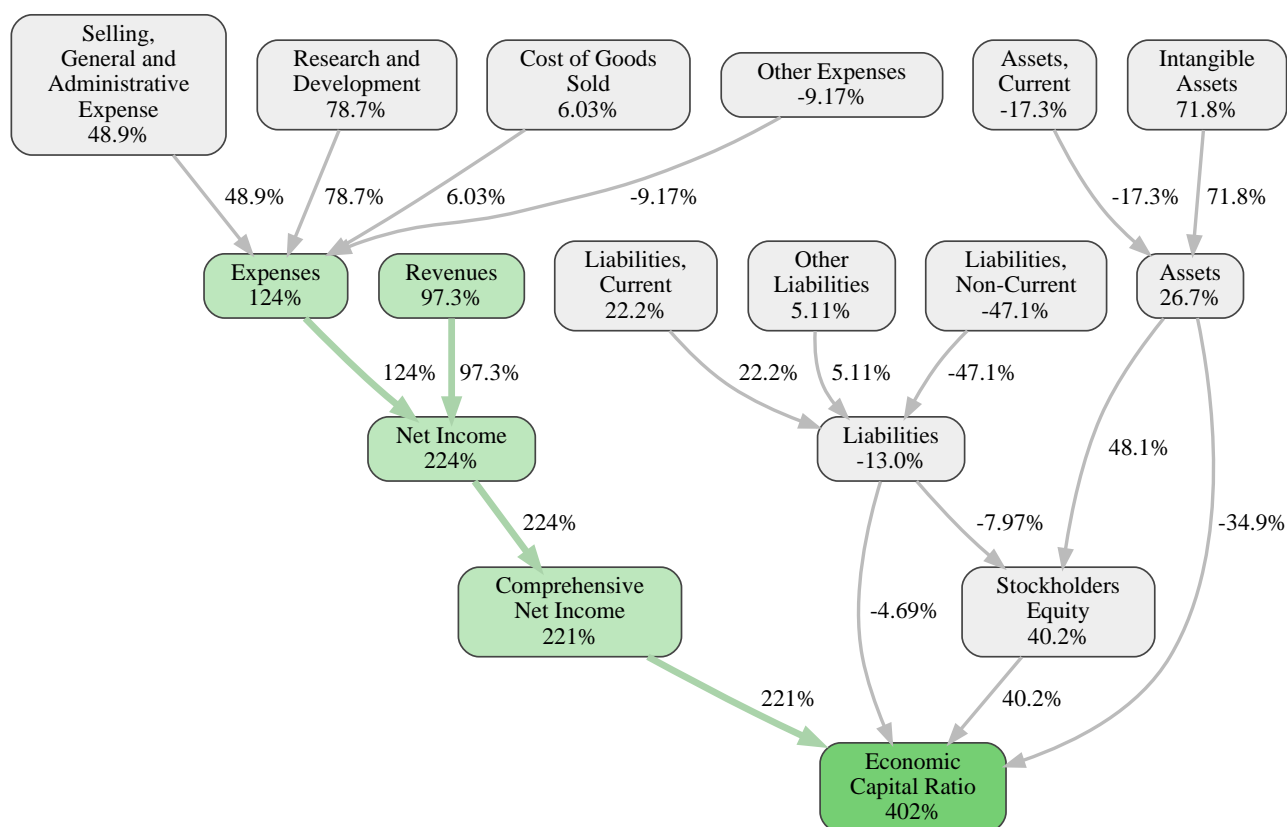 Selling,
General and
Administrative
Expense
48.9%
Research and
Development
78.7%
Cost of Goods
Sold
6.03%
Other Expenses
-9.17%
Assets,
Current
-17.3%
Intangible
Assets
71.8%
48.9%
78.7%
6.03%
-9.17%
-17.3%
71.8%
Expenses
124%
Revenues
97.3%
Liabilities,
Current
22.2%
Other
Liabilities
5.11%
Liabilities,
Non-Current
-47.1%
Assets
26.7%
124%
97.3%
22.2%
5.11%
-47.1%
Net Income
224%
Liabilities
-13.0%
48.1%
224%
-7.97%
-34.9%
Comprehensive
Net Income
221%
-4.69%
Stockholders
Equity
40.2%
221%
40.2%
Economic
Capital Ratio
402%